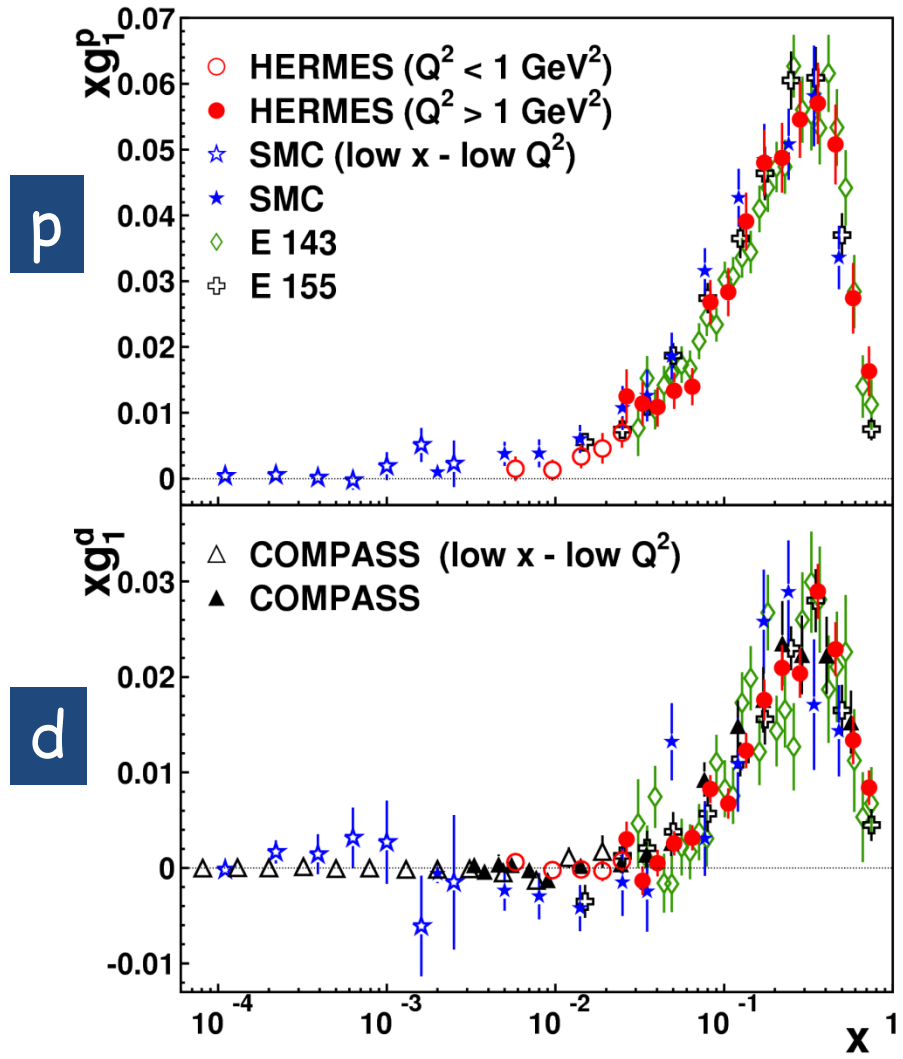 xg₁ᵖ
0.07
0.06
0.05
0.04
0.03
0.02
0.01
0
HERMES (Q² < 1 GeV²)
HERMES (Q² > 1 GeV²)
SMC (low x - low Q²)
SMC
E 143
E 155
p
xg₁ᵈ
0.03
0.02
0.01
0
-0.01
COMPASS (low x - low Q²)
COMPASS
d
10⁻⁴ 10⁻³ 10⁻² 10⁻¹ 1
x